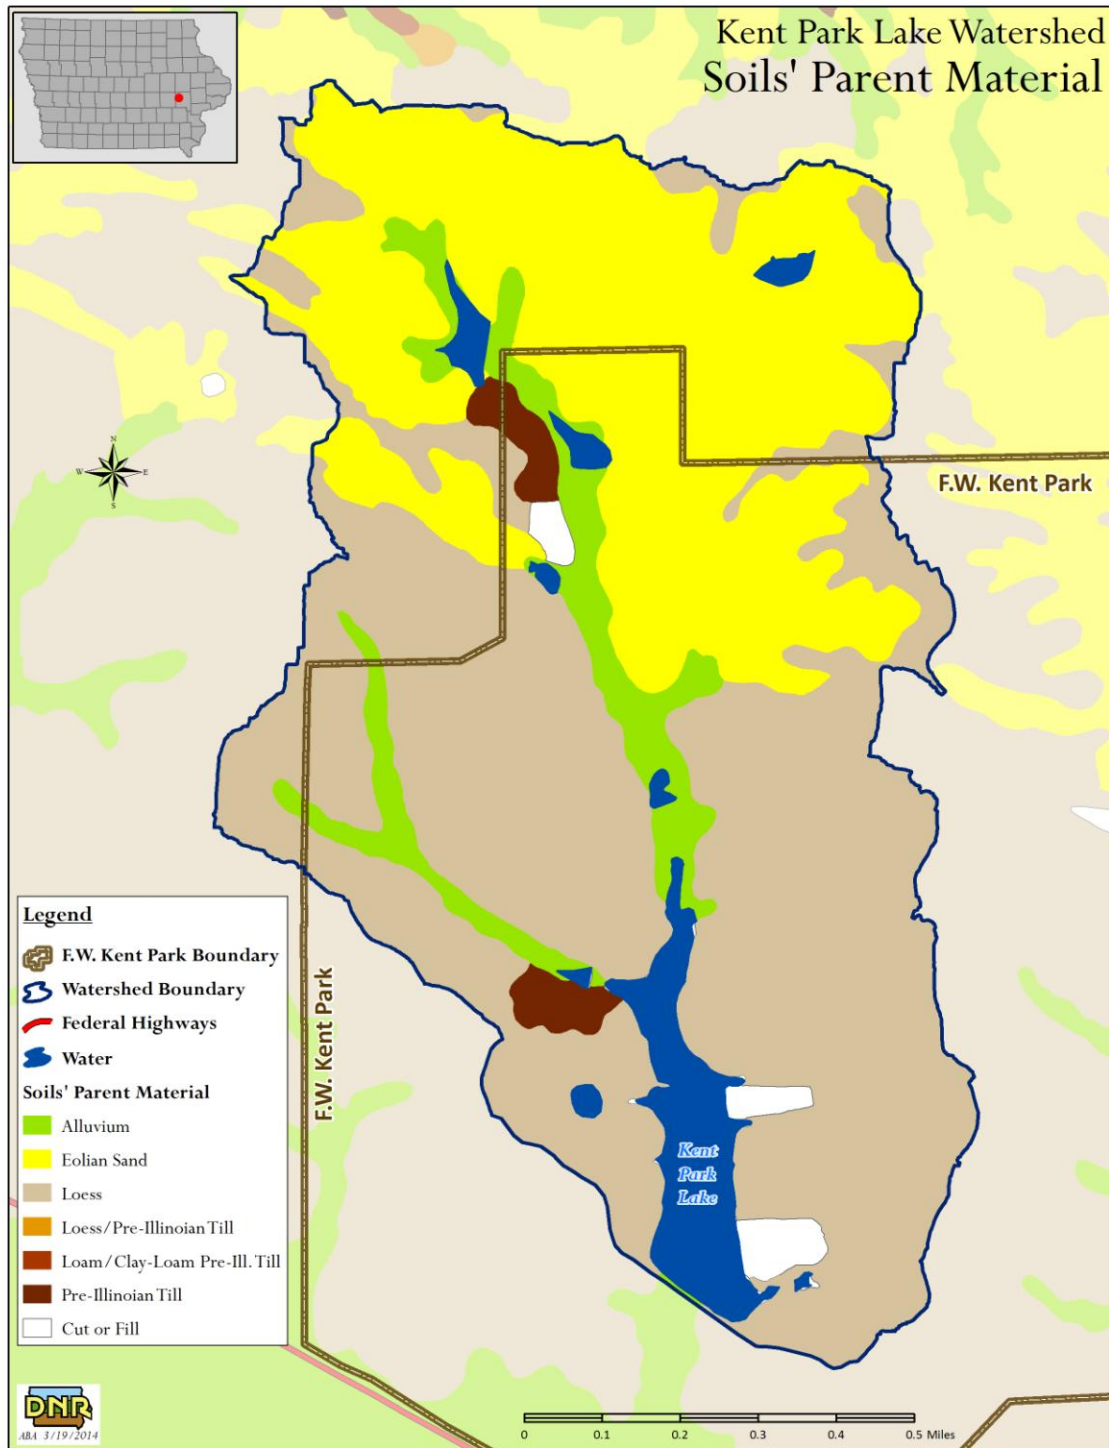 Kent Park Lake Watershed
Soils' Parent Material
N
W
E
S
F.W. Kent Park
Legend
F.W. Kent Park Boundary
Watershed Boundary
Federal Highways
Water
Soils' Parent Material
Alluvium
Eolian Sand
Loess
Loess/Pre-Illinoian Till
Loam/Clay-Loam Pre-Ill. Till
Pre-Illinoian Till
Cut or Fill
F.W. Kent Park
Kent
Park
Lake
DNR
ABA 3/19/2014
0 0.1 0.2 0.3 0.4 0.5 Miles